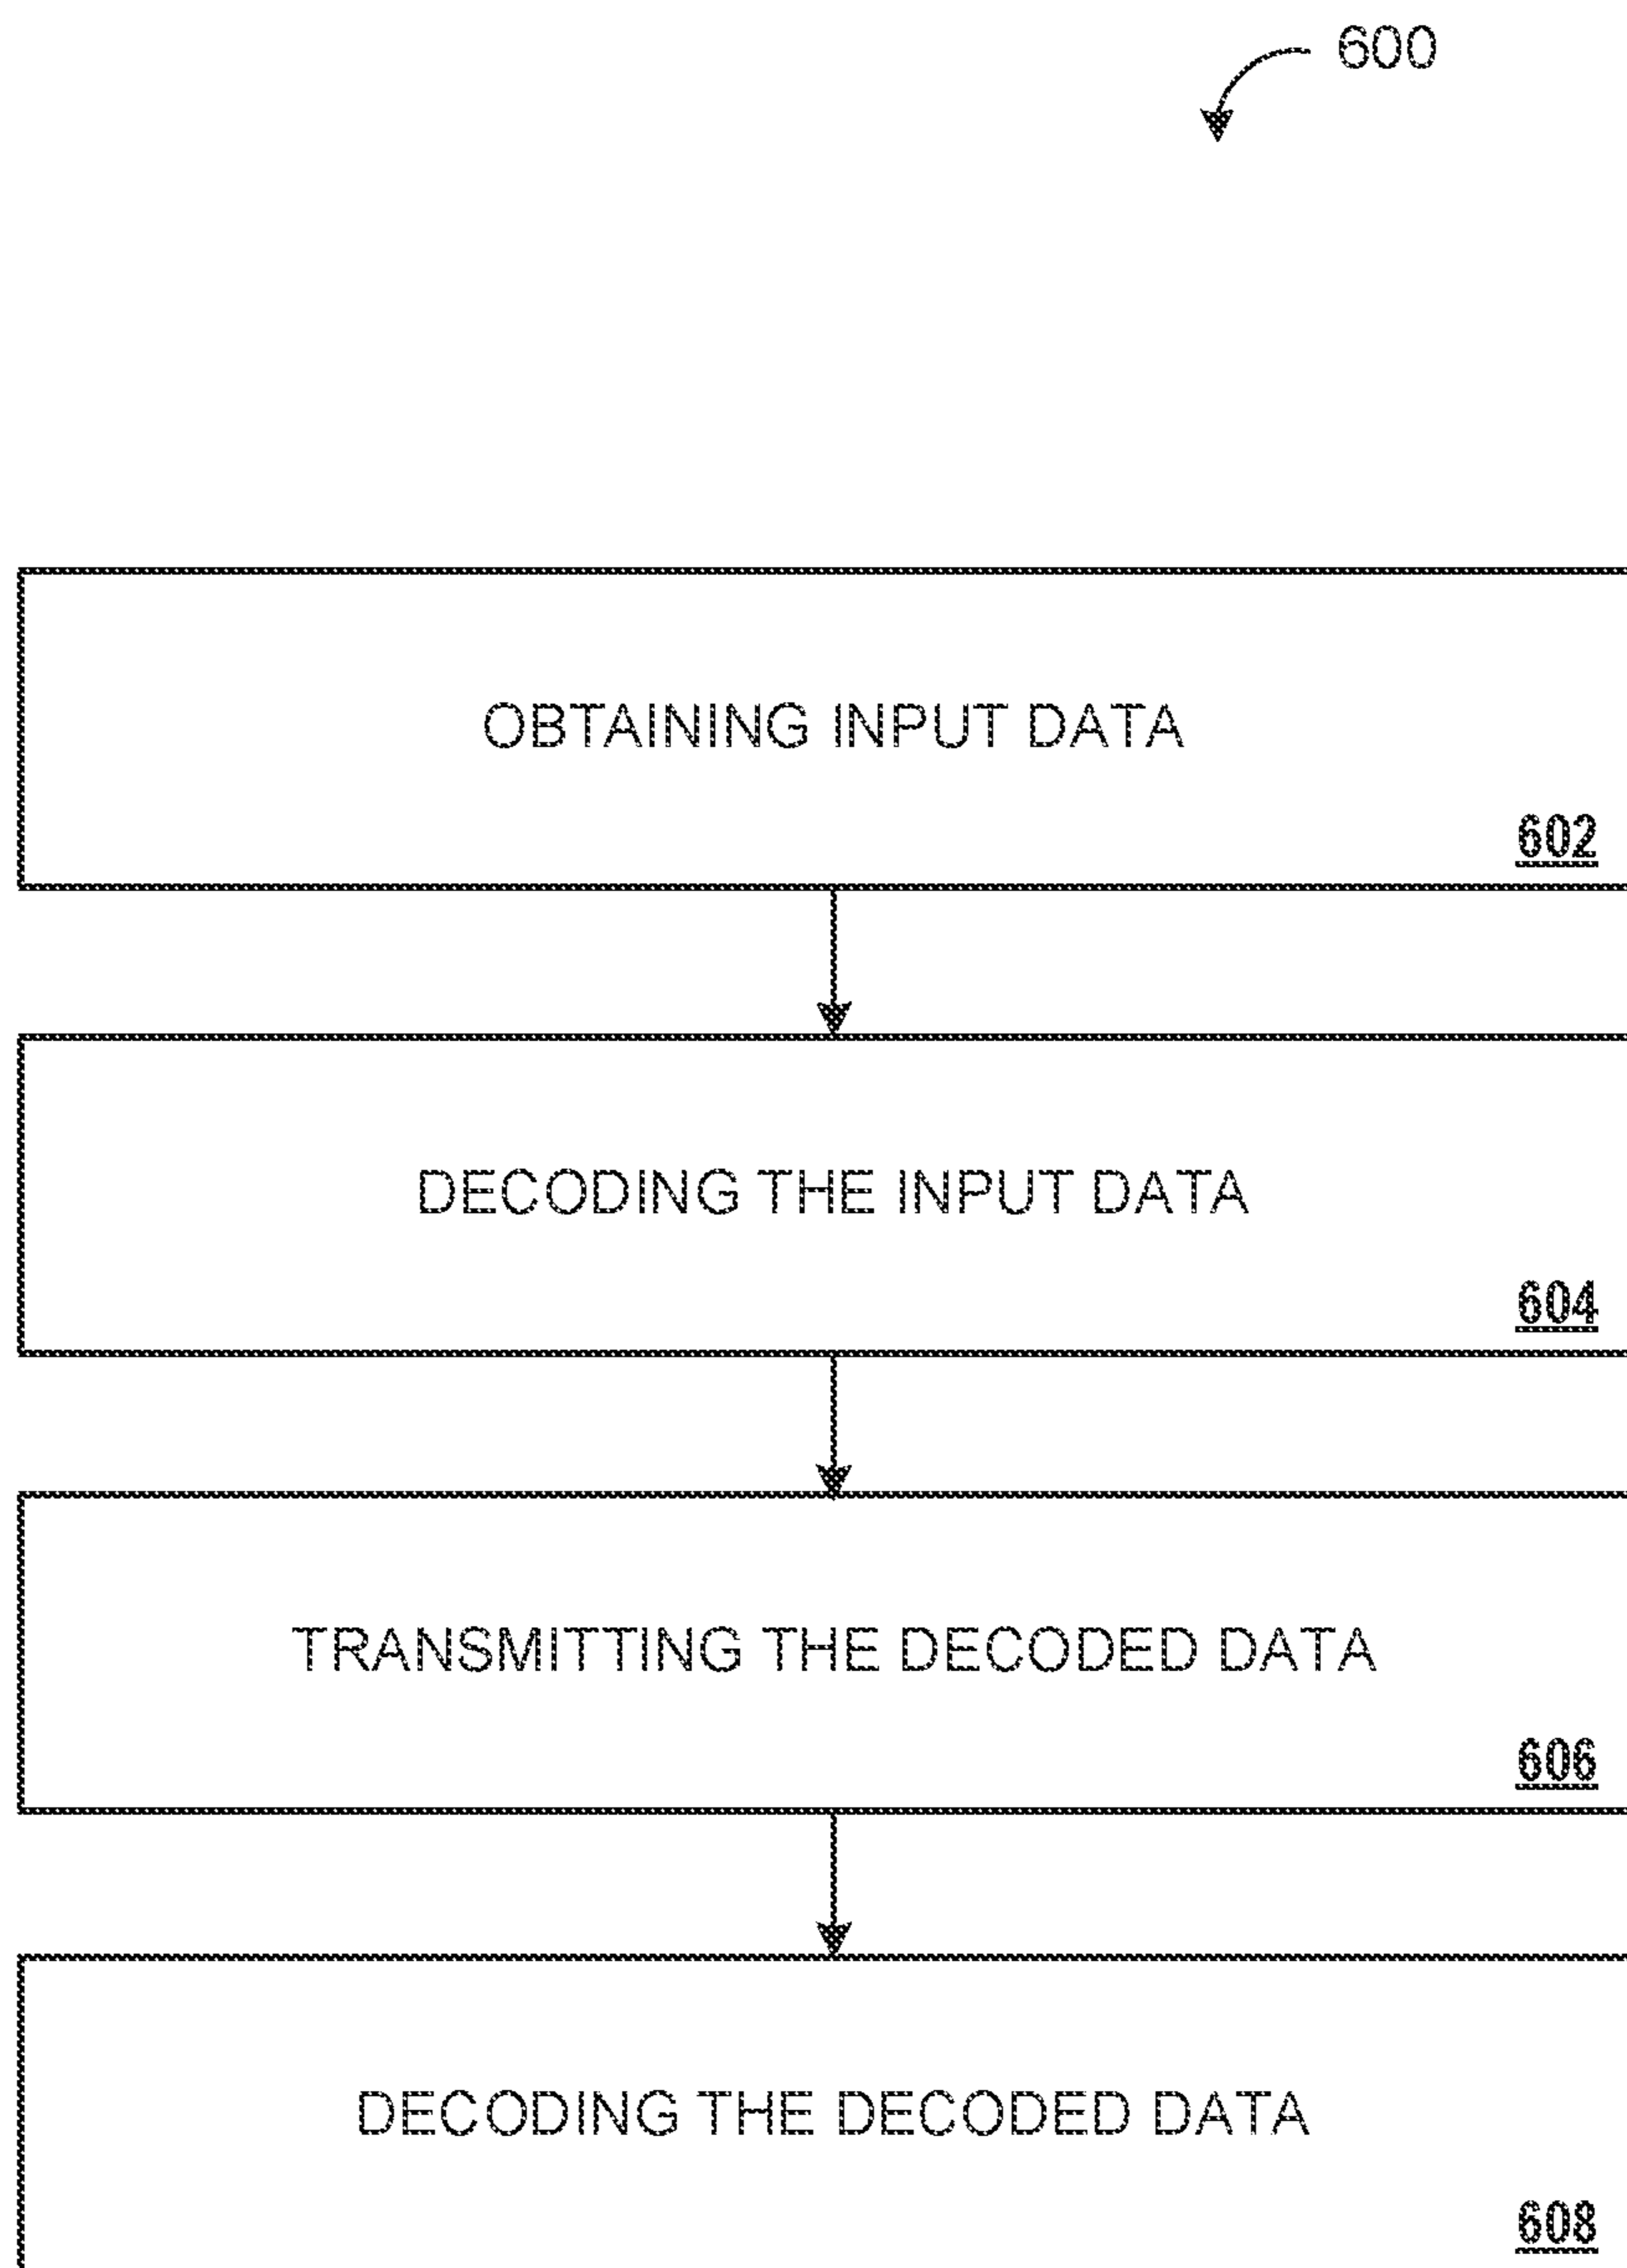 600
OBTAINING INPUT DATA
602
DECODING THE INPUT DATA
604
TRANSMITTING THE DECODED DATA
606
DECODING THE DECODED DATA
608